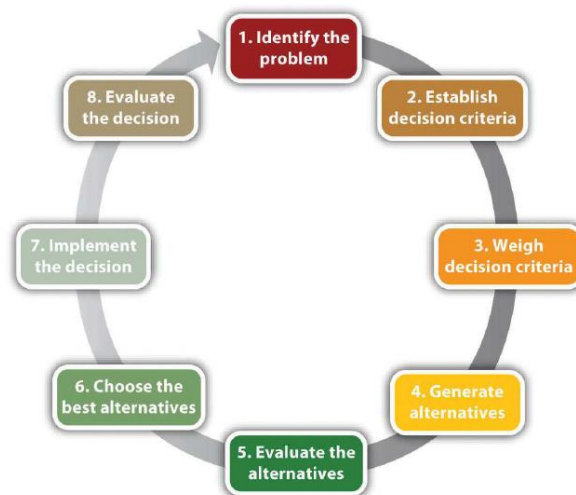 1. Identify the
problem
2. Establish
decision criteria
3. Weigh
decision criteria
4. Generate
alternatives
5. Evaluate the
alternatives
6. Choose the
best alternatives
7. Implement
the decision
8. Evaluate
the decision